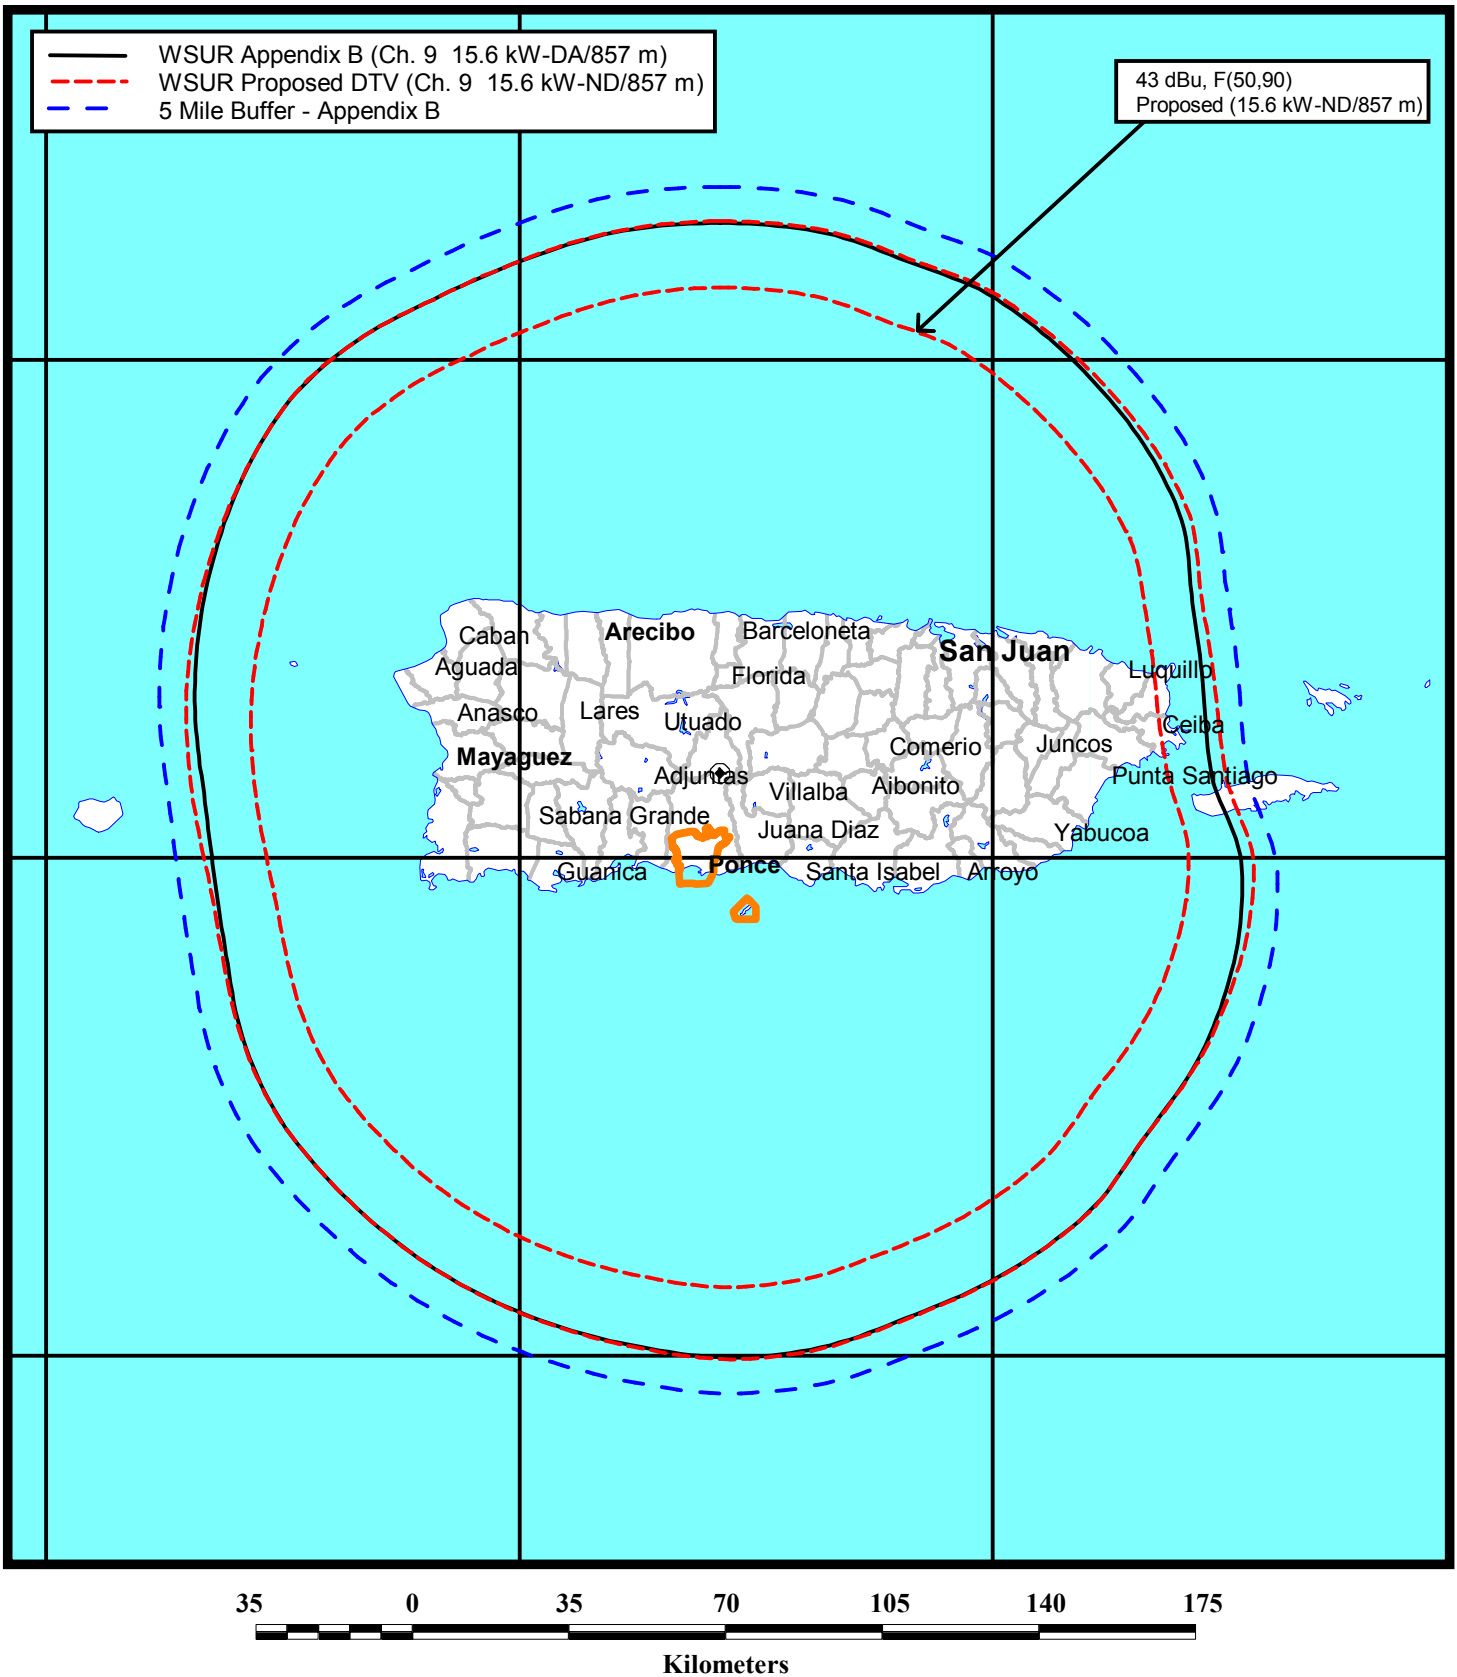 WSUR Appendix B (Ch. 9 15.6 kW-DA/857 m)
WSUR Proposed DTV (Ch. 9 15.6 kW-ND/857 m)
5 Mile Buffer - Appendix B
43 dBu, F(50,90)
Proposed (15.6 kW-ND/857 m)
Caban
Arecibo
Barceloneta
San Juan
Aguada
Florida
Luquillo
Anasco
Lares
Utuado
Ceiba
Mayaguez
Comerio
Juncos
Adjuntas
Villalba
Aibonito
Punta Santiago
Sabana Grande
Juana Diaz
Yabucoa
Guanica
Ponce
Santa Isabel
Arroyo
35 0 35 70 105 140 175
Kilometers